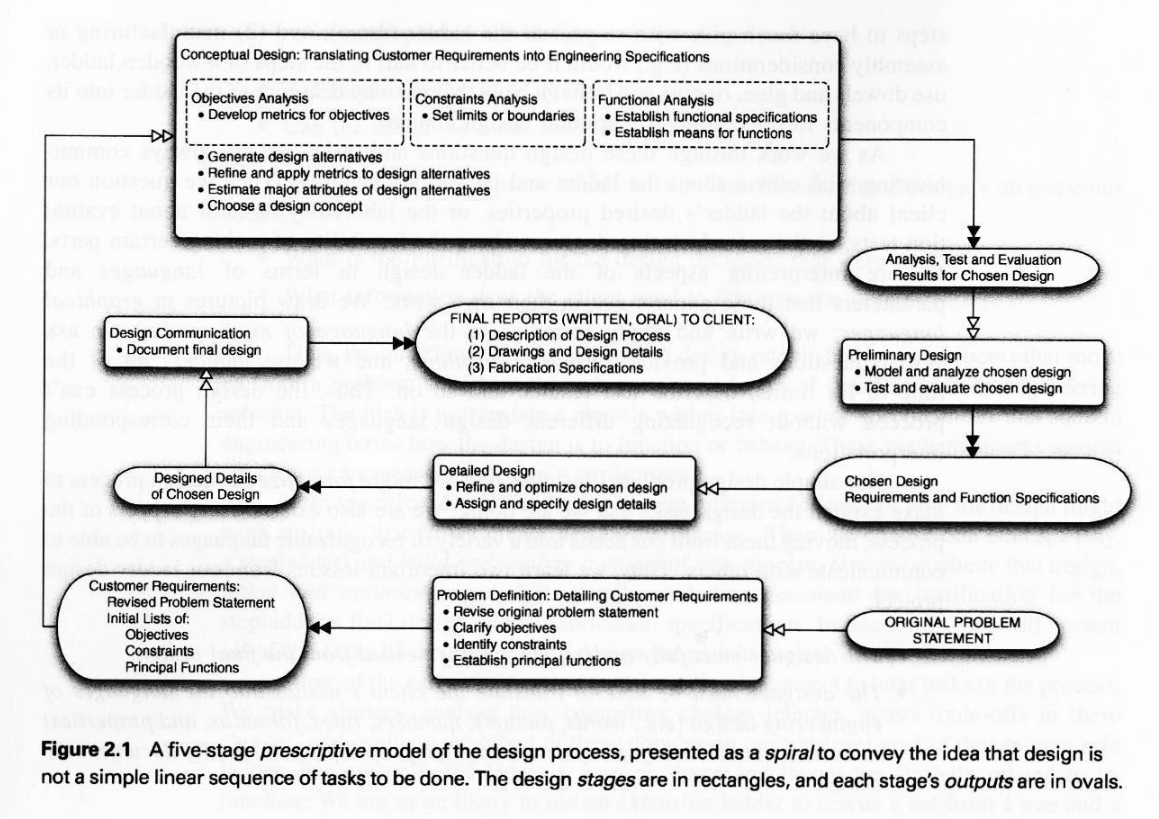 Conceptual Design: Translating Customer Requirements into Engineering Specifications
Objectives Analysis
• Develop metrics for objectives
Constraints Analysis
• Set limits or boundaries
Functional Analysis
• Establish functional specifications
• Establish means for functions
• Generate design alternatives
• Refine and apply metrics to design alternatives
• Estimate major attributes of design alternatives
• Choose a design concept
Analysis, Test and Evaluation
Results for Chosen Design
Design Communication
• Document final design
FINAL REPORTS (WRITTEN, ORAL) TO CLIENT:
(1) Description of Design Process
(2) Drawings and Design Details
(3) Fabrication Specifications
Preliminary Design
• Model and analyze chosen design
• Test and evaluate chosen design
Designed Details
of Chosen Design
Detailed Design
• Refine and optimize chosen design
• Assign and specify design details
Chosen Design
Requirements and Function Specifications
Customer Requirements:
Revised Problem Statement
Initial Lists of:
Objectives
Constraints
Principal Functions
Problem Definition: Detailing Customer Requirements
• Revise original problem statement
• Clarify objectives
• Identify constraints
• Establish principal functions
ORIGINAL PROBLEM
STATEMENT
Figure 2.1 A five-stage prescriptive model of the design process, presented as a spiral to convey the idea that design is
not a simple linear sequence of tasks to be done. The design stages are in rectangles, and each stage's outputs are in ovals.